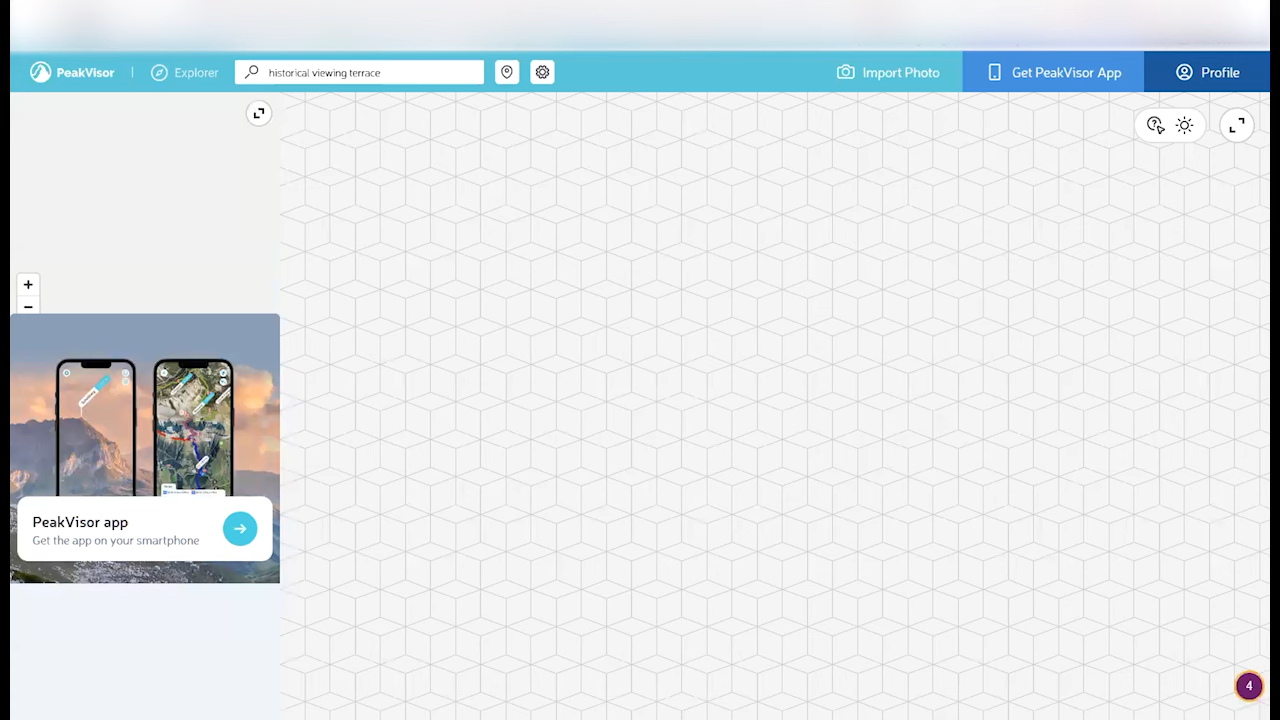 PeakVisor
Explorer
historical viewing terrace
Import Photo
Get PeakVisor App
Profile
+
−
PeakVisor app
Get the app on your smartphone
4